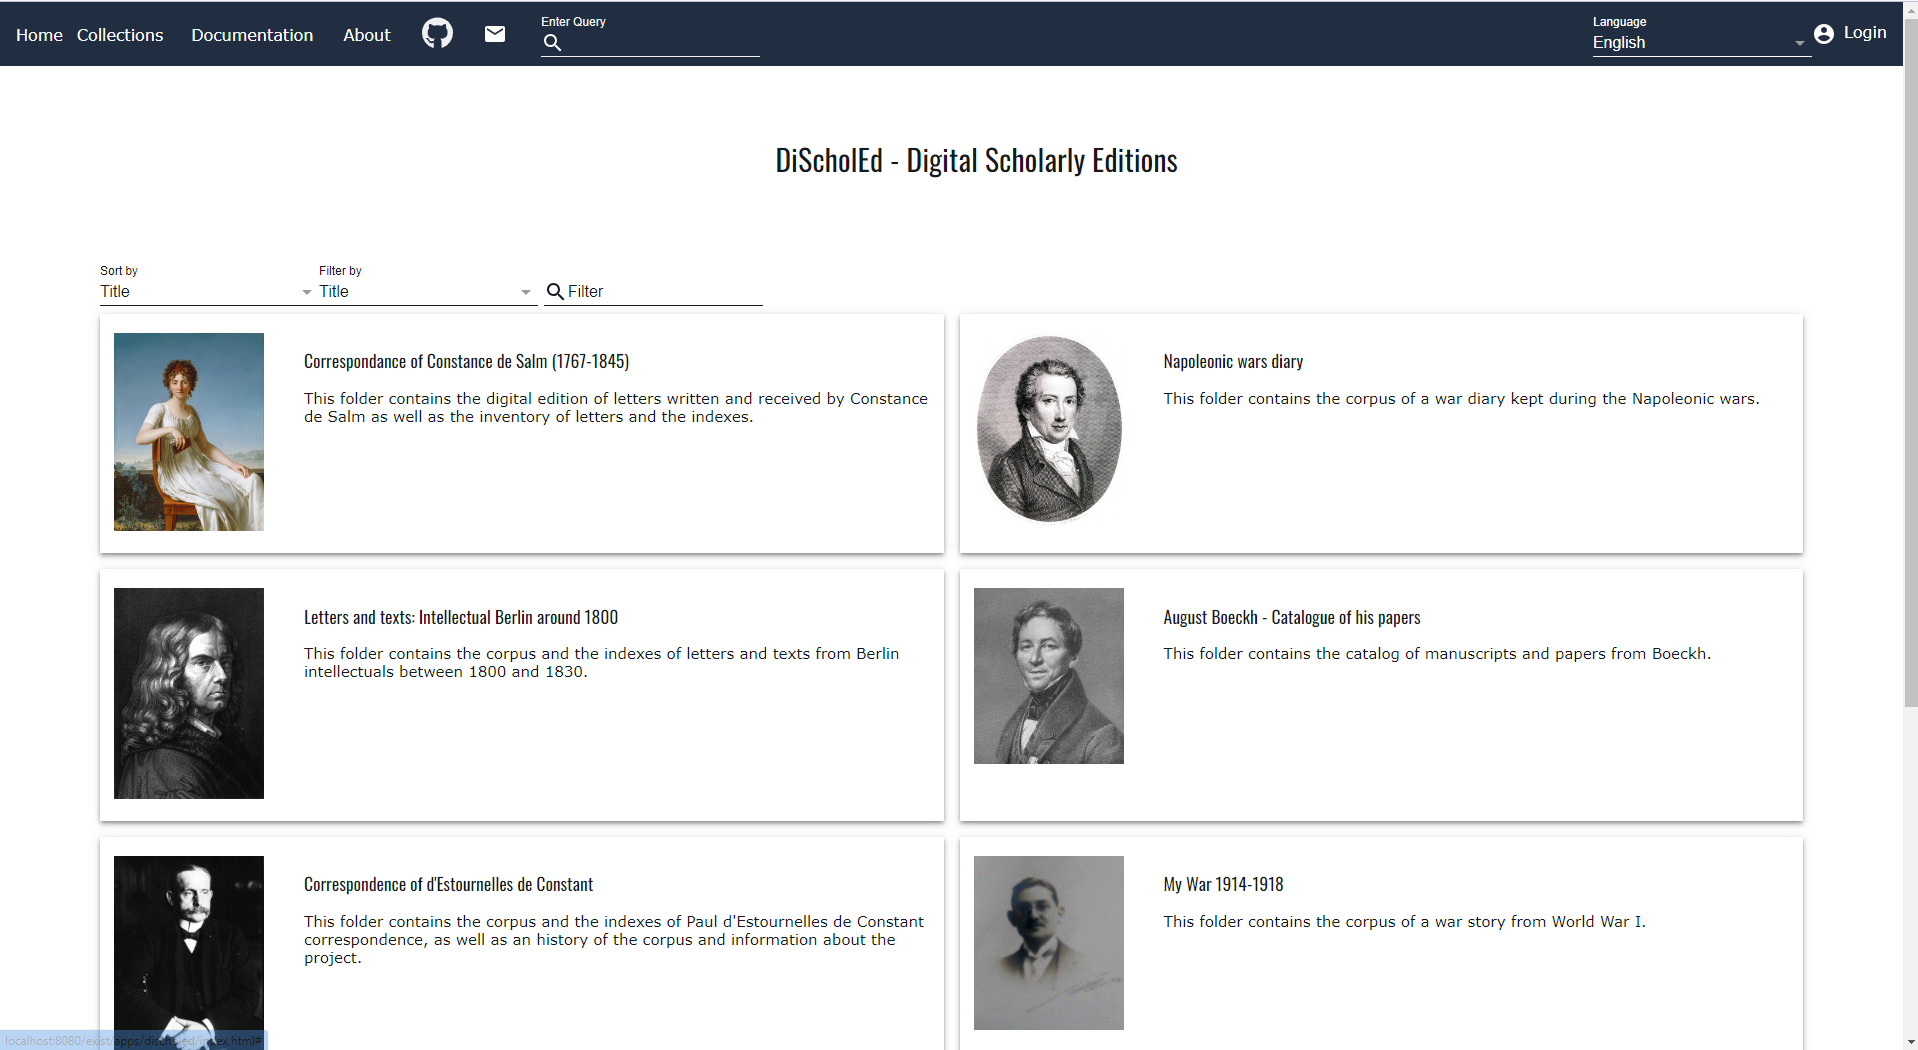 Home Collections Documentation About
Enter Query
Language
English
Login
DiScholEd - Digital Scholarly Editions
Sort by
Title
Filter by
Title
Filter
Correspondance of Constance de Salm (1767-1845)
This folder contains the digital edition of letters written and received by Constance
de Salm as well as the inventory of letters and the indexes.
Napoleonic wars diary
This folder contains the corpus of a war diary kept during the Napoleonic wars.
Letters and texts: Intellectual Berlin around 1800
This folder contains the corpus and the indexes of letters and texts from Berlin
intellectuals between 1800 and 1830.
August Boeckh - Catalogue of his papers
This folder contains the catalog of manuscripts and papers from Boeckh.
Correspondence of d'Estournelles de Constant
This folder contains the corpus and the indexes of Paul d'Estournelles de Constant
correspondence, as well as an history of the corpus and information about the
project.
My War 1914-1918
This folder contains the corpus of a war story from World War I.
localhost:8080/exist/apps/discholed/index.html#